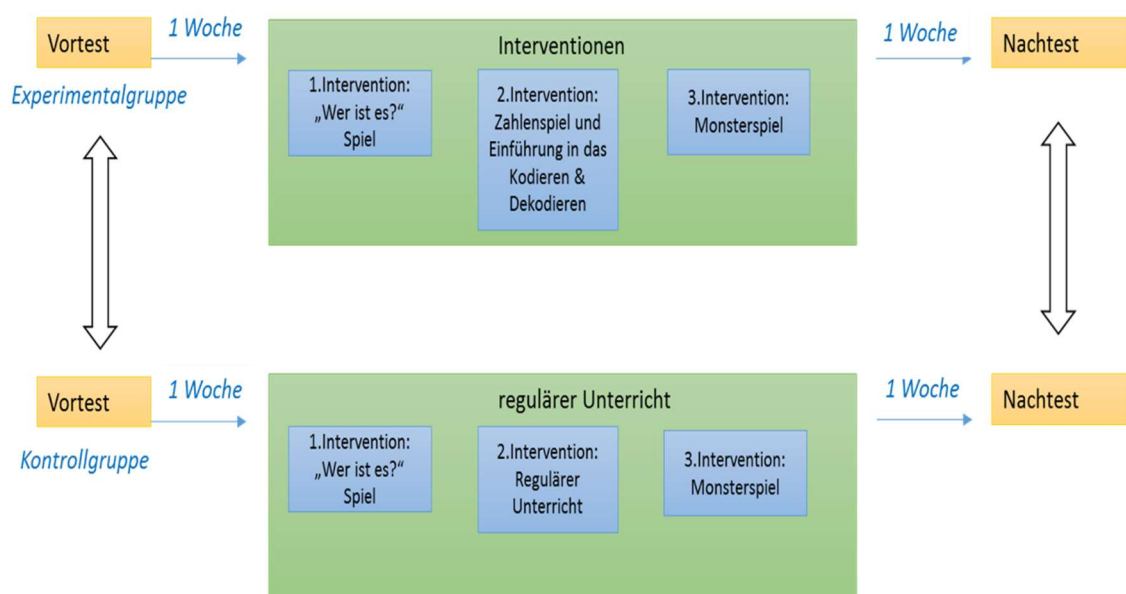 Vortest
1 Woche
Experimentalgruppe
Interventionen
1.Intervention:
„Wer ist es?“
Spiel
2.Intervention:
Zahlenspiel und
Einführung in das
Kodieren &
Dekodieren
3.Intervention:
Monsterspiel
1 Woche
Nachtest
Vortest
1 Woche
Kontrollgruppe
regulärer Unterricht
1.Intervention:
„Wer ist es?“
Spiel
2.Intervention:
Regulärer
Unterricht
3.Intervention:
Monsterspiel
1 Woche
Nachtest